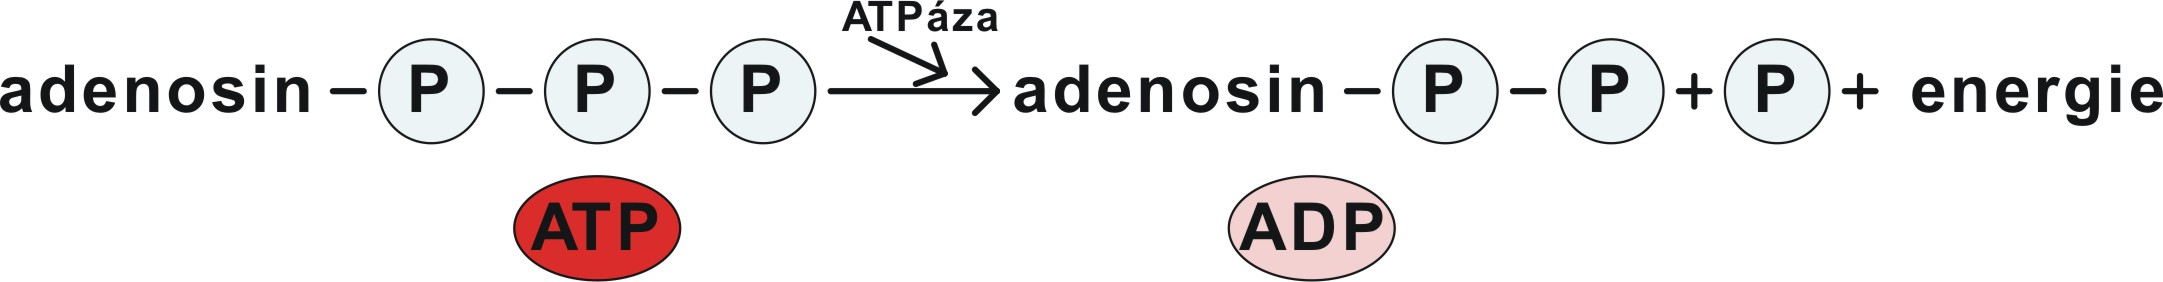 ATPáza
adenosin – P – P – P → adenosin – P – P + P + energie
ATP ADP